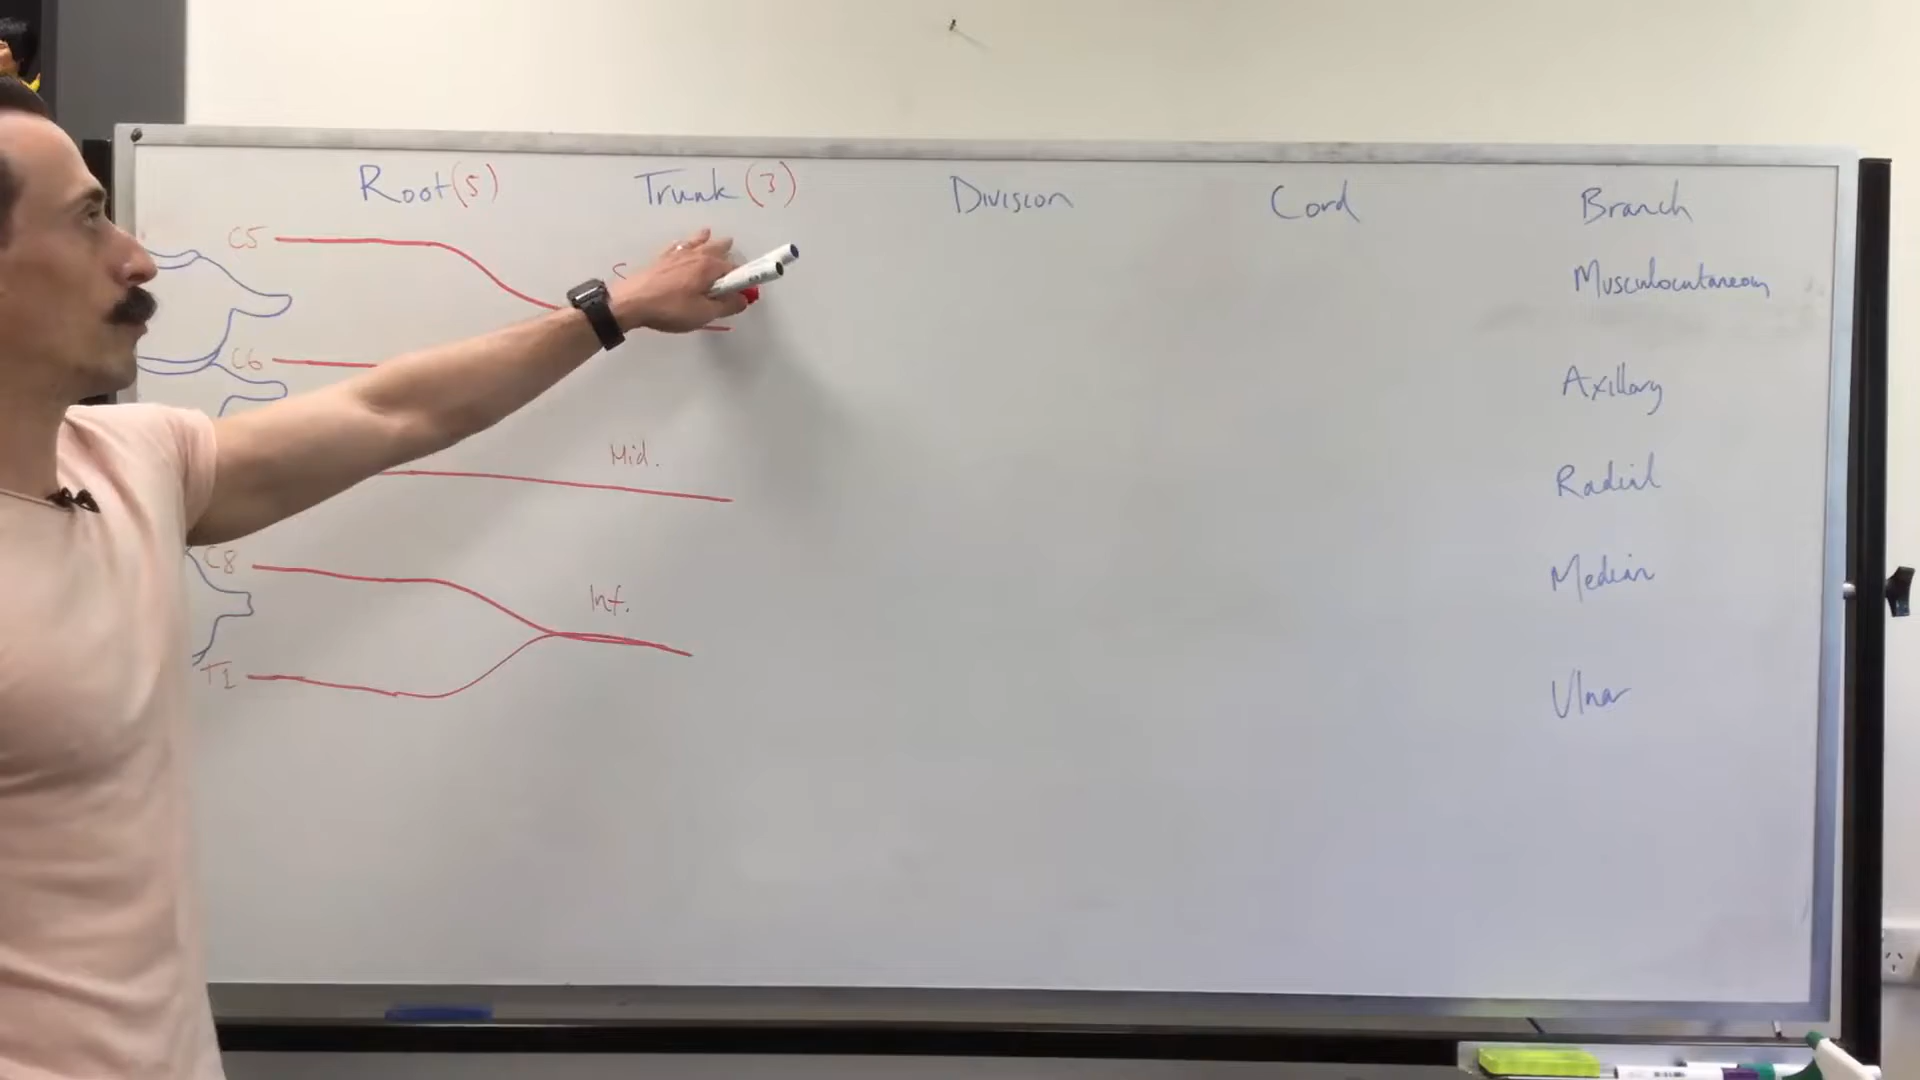 Root (5) Trunk (3) Division Cord Branch
C5
Musculocutaneous
C6
Axillary
Mid.
Radial
C8
Median
Inf.
T1
Ulnar